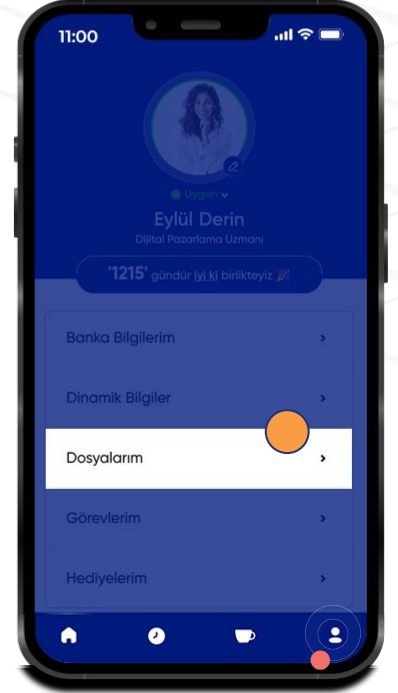 11:00
Uygun
Eylül Derin
Dijital Pazarlama Uzmanı
'1215' gündür iyi ki birlikteyiz 🎉
Banka Bilgilerim
Dinamik Bilgiler
Dosyalarım
Görevlerim
Hediyelerim